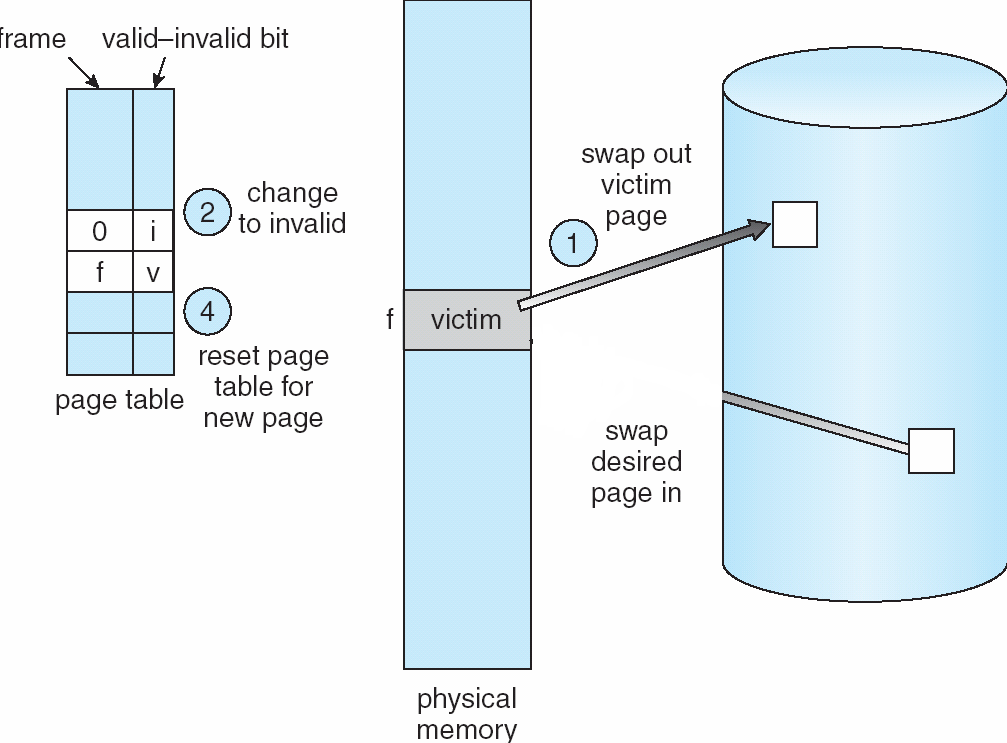 frame valid–invalid bit
0 i
f v
2
change
to invalid
4
reset page
table for
new page
page table
f victim
physical
memory
1
swap out
victim
page
swap
desired
page in